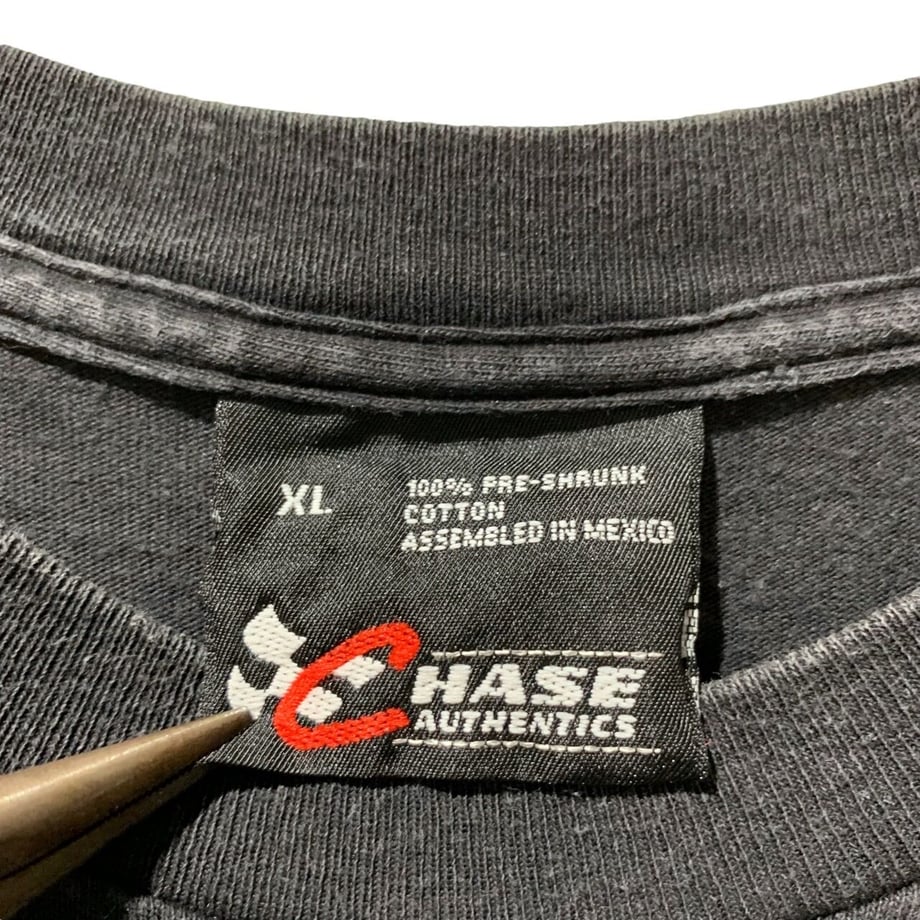 XL
100% PRE-SHRUNK
COTTON
ASSEMBLED IN MEXICO
CHASE
AUTHENTICS